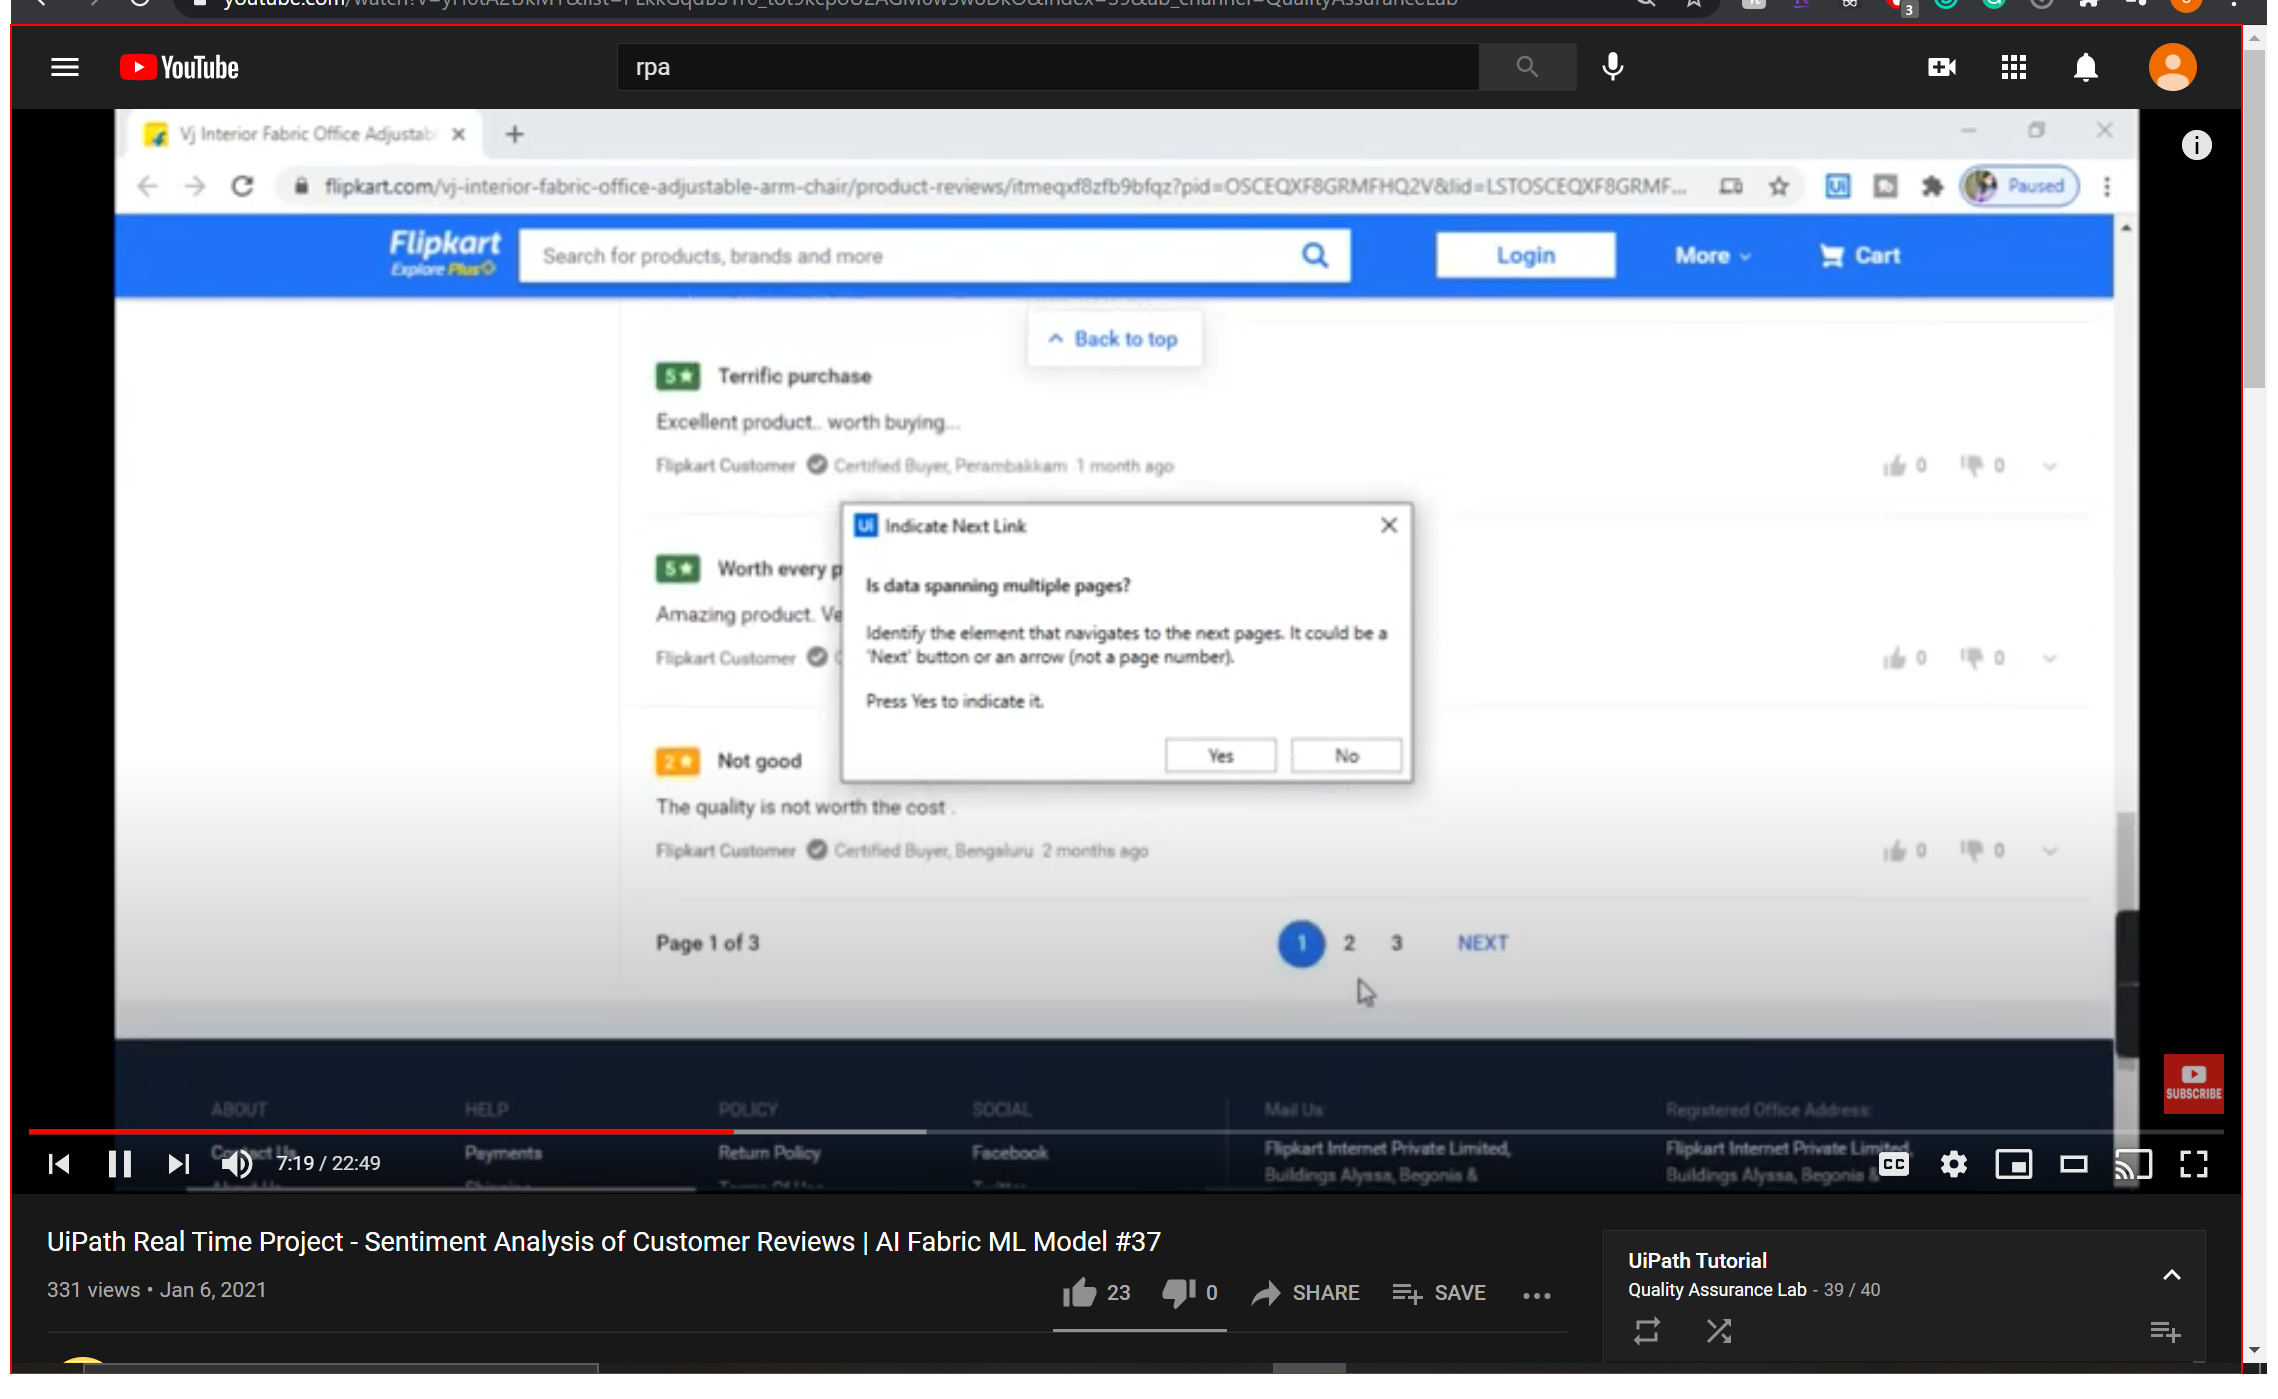 YouTube
rpa
3
Vj Interior Fabric Office Adjustab
flipkart.com/vj-interior-fabric-office-adjustable-arm-chair/product-reviews/itmeqxf8zfb9bfqz?pid=OSCEQXF8GRMFHQ2V&lid=LSTOSCEQXF8GRMF...
Paused
Flipkart
Explore Plus
Search for products, brands and more
Login
More
Cart
Back to top
5★ Terrific purchase
Excellent product.. worth buying...
Flipkart Customer Certified Buyer, Perambakkam 1 month ago
0 0
Ui Indicate Next Link
Is data spanning multiple pages?
Identify the element that navigates to the next pages. It could be a
'Next' button or an arrow (not a page number).
Press Yes to indicate it.
Yes No
5★ Worth every p
Amazing product. Ve
Flipkart Customer
0 0
2★ Not good
The quality is not worth the cost .
Flipkart Customer Certified Buyer, Bengaluru 2 months ago
0 0
Page 1 of 3
1 2 3 NEXT
SUBSCRIBE
ABOUT HELP POLICY SOCIAL Mail Us: Registered Office Address:
Contact Us Payments Return Policy Facebook Flipkart Internet Private Limited, Flipkart Internet Private Limited,
Buildings Alyssa, Begonia & Buildings Alyssa, Begonia &
7:19 / 22:49
CC
UiPath Real Time Project - Sentiment Analysis of Customer Reviews | AI Fabric ML Model #37
331 views • Jan 6, 2021
23 0 SHARE SAVE
UiPath Tutorial
Quality Assurance Lab - 39 / 40